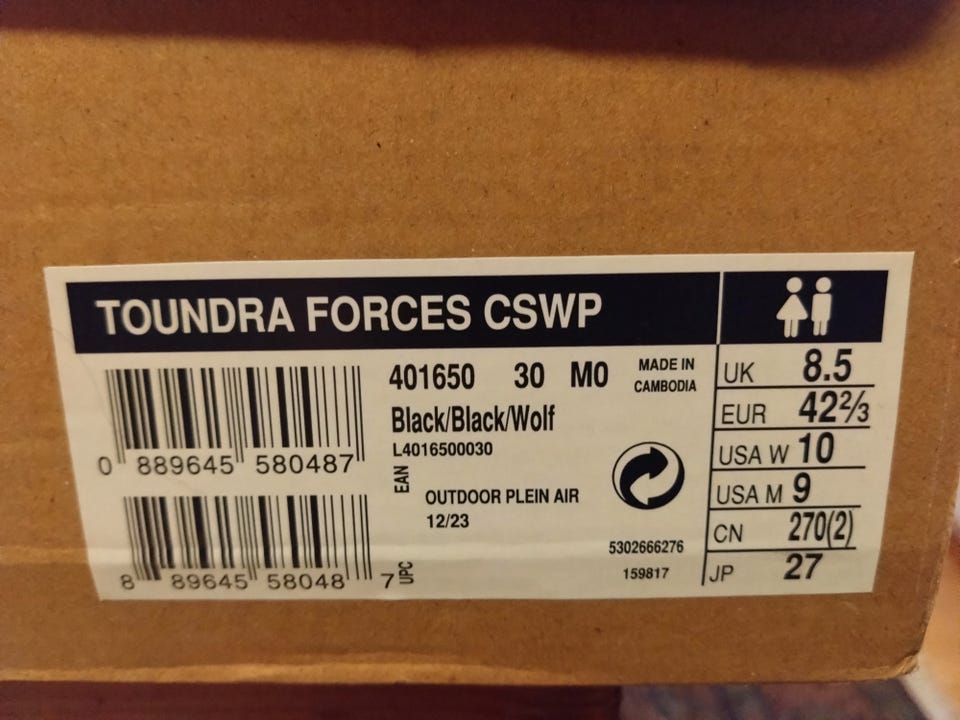 TOUNDRA FORCES CSWP
401650 30 M0
MADE IN
CAMBODIA
Black/Black/Wolf
L4016500030
0 889645 580487
EAN
OUTDOOR PLEIN AIR
12/23
5302666276
159817
8 89645 58048 7
UPC
UK 8.5
EUR 42⅔
USA W 10
USA M 9
CN 270(2)
JP 27